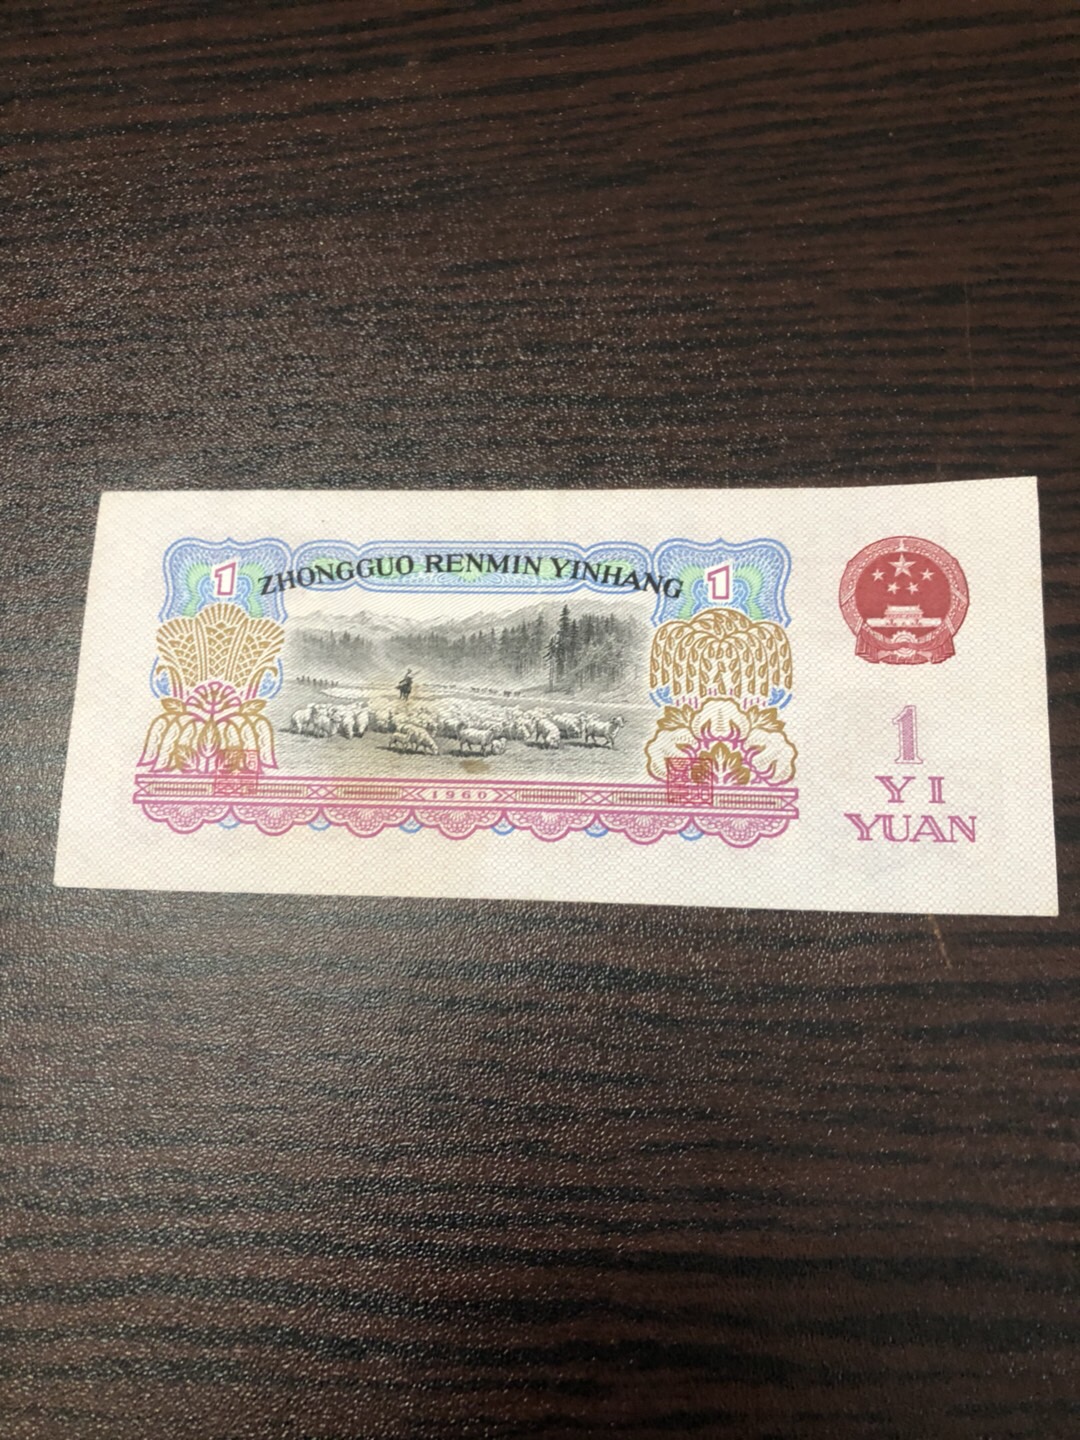 1 ZHONGGUO RENMIN YINHANG 1
1960
1
YI
YUAN